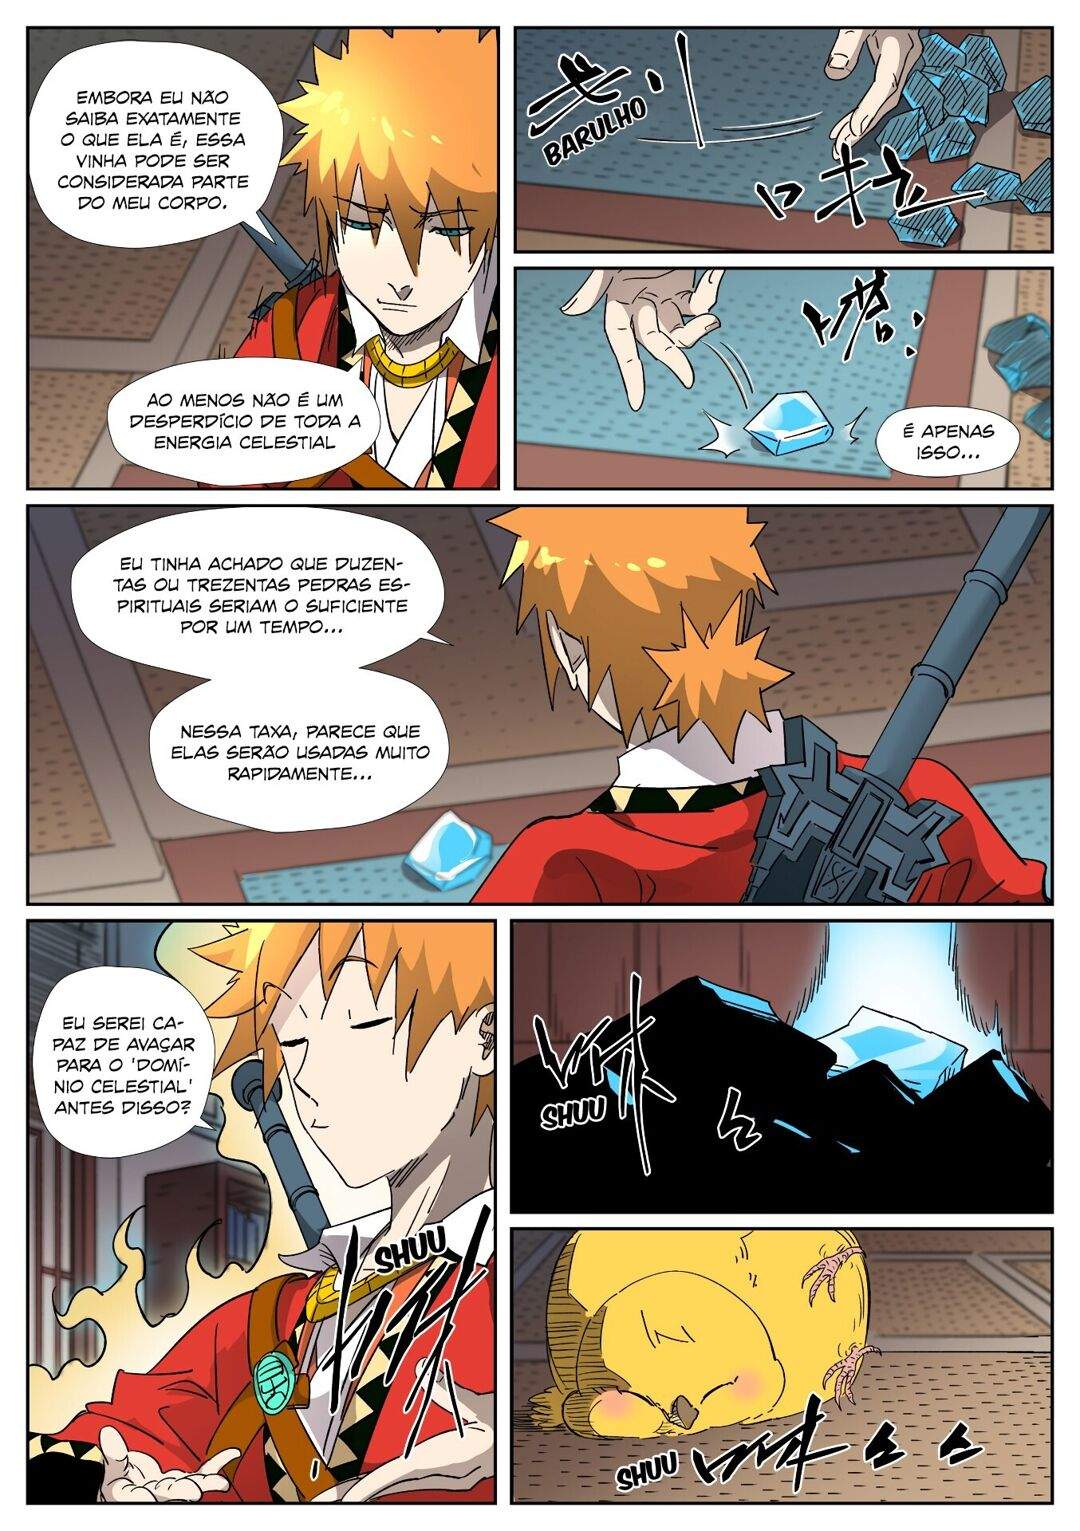 EMBORA EU NÃO
SAIBA EXATAMENTE
O QUE ELA É, ESSA
VINHA PODE SER
CONSIDERADA PARTE
DO MEU CORPO.
AO MENOS NÃO É UM
DESPERDÍCIO DE TODA A
ENERGIA CELESTIAL
BARULHO
É APENAS
ISSO...
EU TINHA ACHADO QUE DUZEN-
TAS OU TREZENTAS PEDRAS ES-
PIRITUAIS SERIAM O SUFICIENTE
POR UM TEMPO...
NESSA TAXA, PARECE QUE
ELAS SERÃO USADAS MUITO
RAPIDAMENTE...
EU SEREI CA-
PAZ DE AVAÇAR
PARA O 'DOMÍ-
NIO CELESTIAL'
ANTES DISSO?
SHUU
SHUU
SHUU